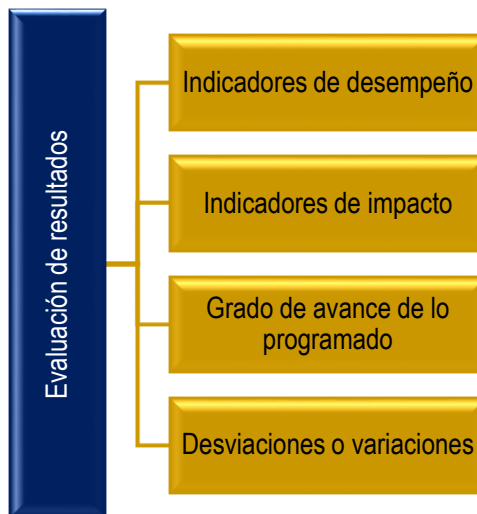 Evaluación de resultados
Indicadores de desempeño
Indicadores de impacto
Grado de avance de lo
programado
Desviaciones o variaciones